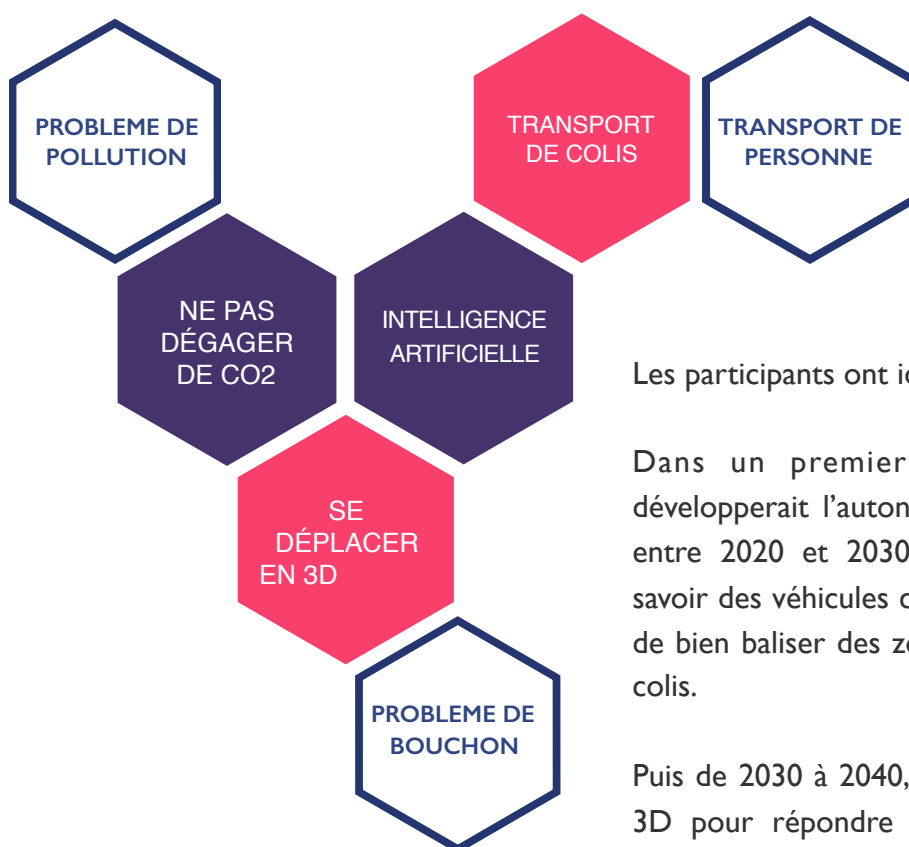 PROBLEME DE
POLLUTION
TRANSPORT
DE COLIS
TRANSPORT DE
PERSONNE
NE PAS
DÉGAGER
DE CO2
INTELLIGENCE
ARTIFICIELLE
SE
DÉPLACER
EN 3D
PROBLEME DE
BOUCHON
Les participants ont
Dans un premier
développerait
entre 2020 et 2030
savoir des véhicules
de bien baliser des
colis.
Puis de 2030 à 2040,
3D pour répondre